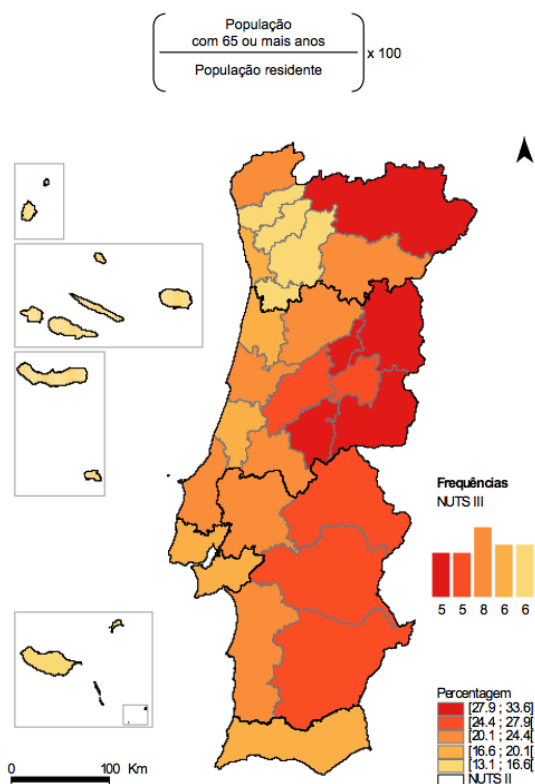 População
com 65 ou mais anos
População residente
x 100
Frequências
NUTS III
5 5 8 6 6
Percentagem
[27.9 ; 33.6]
[24.4 ; 27.9[
[20.1 ; 24.4[
[16.6 ; 20.1[
[13.1 ; 16.6[
NUTS II
0 100 Km